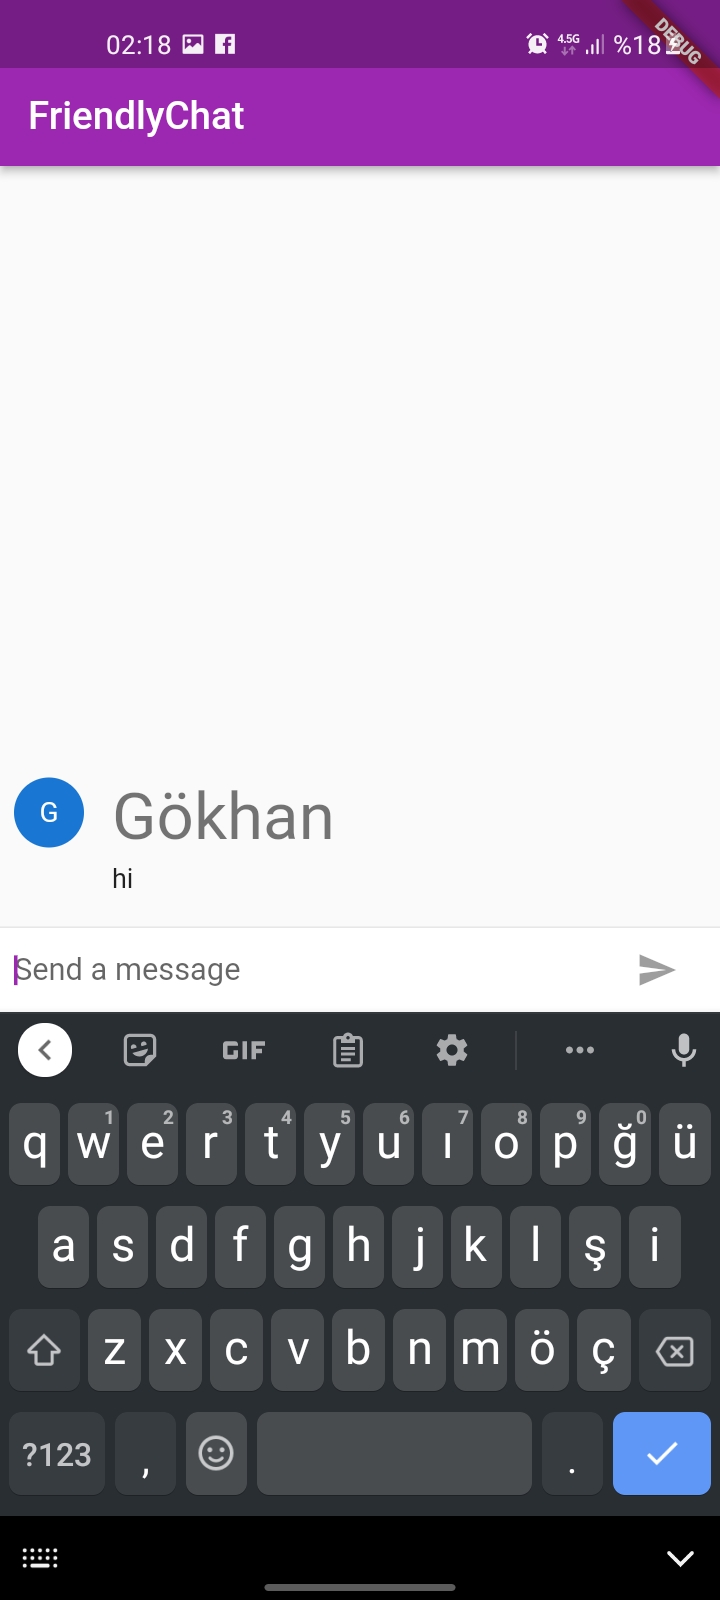 02:18 4.5G %18
DEBUG
FriendlyChat
G Gökhan
hi
Send a message
GIF
q w 1 e 2 r 3 t 4 y 5 u 6 ı 7 o 8 p 9 ğ 0 ü
a s d f g h j k l ş i
z x c v b n m ö ç
?123 , .